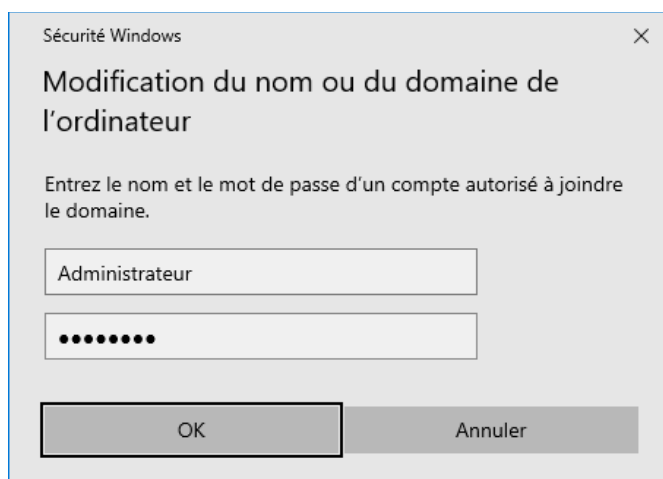 Sécurité Windows
Modification du nom ou du domaine de
l’ordinateur
Entrez le nom et le mot de passe d’un compte autorisé à joindre
le domaine.
Administrateur
●●●●●●●●
OK Annuler